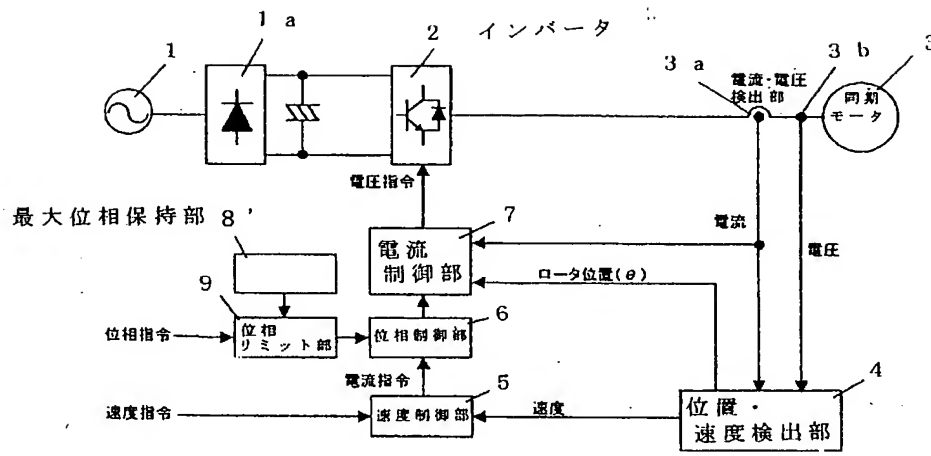 1
1a
2
インバータ
3a
3b
3
電流・電圧
検出部
同期
モータ
電圧指令
最大位相保持部 8'
7
電流
制御部
電流
電圧
ロータ位置(θ)
9
位相指令
位相
リミット部
6
位相制御部
電流指令
5
速度指令
速度制御部
速度
4
位置・
速度検出部